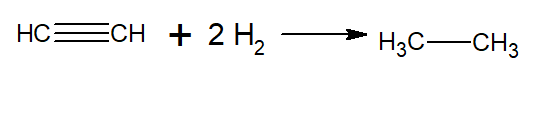 HC≡CH + 2 H₂ ⟶ H₃C—CH₃